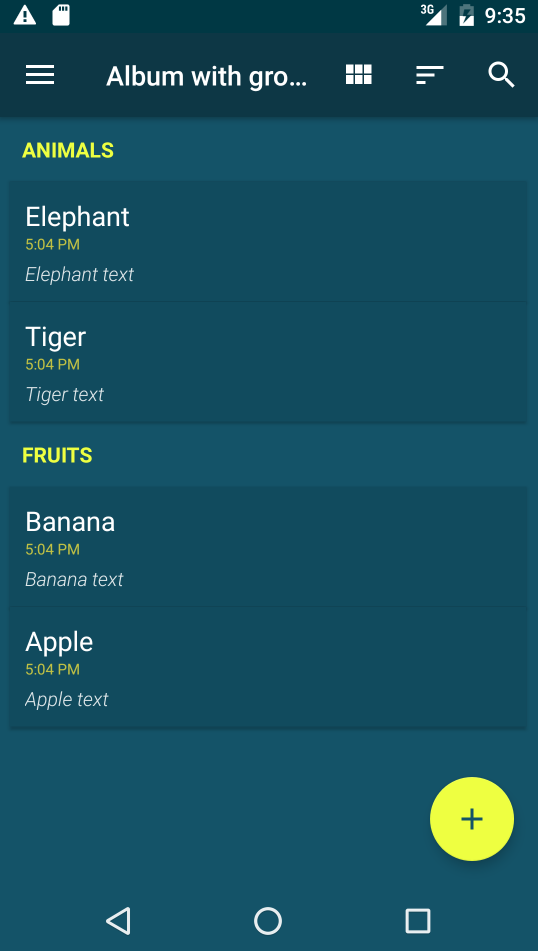 3G 9:35
Album with gro...
ANIMALS
Elephant
5:04 PM
Elephant text
Tiger
5:04 PM
Tiger text
FRUITS
Banana
5:04 PM
Banana text
Apple
5:04 PM
Apple text